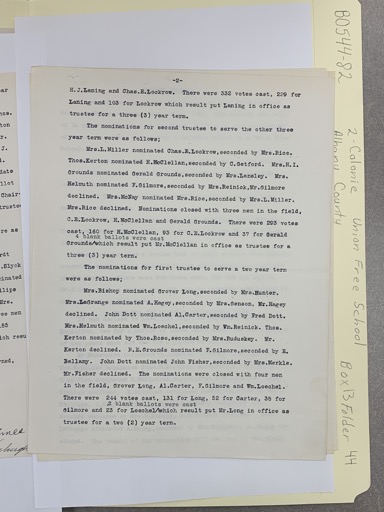 -2-
H.J.Laning and Chas.E.Lockrow. There were 332 votes cast, 229 for
Laning and 103 for Lockrow which result put Laning in office as
trustee for a three (3) year term.
The nominations for second trustee to serve the other three
year term were as follows;
Mrs.L.Miller nominated Chas.E.Lockrow, seconded by Mrs.Rice.
Thos.Kerton nominated H.McClellan,seconded by C.Setford. Mrs.H.I.
Grounds nominated Gerald Grounds,seconded by Mrs.Lansley. Mrs.
Helmuth nominated F.Gilmore,seconded by Mrs.Reinick.Mr.Gilmore
declined. Mrs.McNay nominated Mrs.Rice,seconded by Mrs.L.Miller.
Mrs.Rice declined. Nominations closed with three men in the field,
C.E.Lockrow, H.McClellan and Gerald Grounds. There were 293 votes
cast, 160 for H.McClellan, 93 for C.E.Lockrow and 37 for Gerald
4 blank ballots were cast
Grounds/which result put Mr.McClellan in office as trustee for a
three (3) year term.
The nominations for first trustee to serve a two year term
were as follows;
Mrs.Bishop nominated Grover Long,seconded by Mrs.Hunter.
Mrs.LaGrange nominated A.Hagey,seconded by Mrs.Sanson. Mr.Hagey
declined. John Dott nominated Al.Carter, seconded by Fred Dott.
Mrs.Helmuth nominated Wm.Loeschel,seconded by Wm.Reinick. Thos.
Kerton nominated by Thos.Rose,seconded by Mrs.Ruduskey. Mr.
Kerton declined. H.H.Grounds nominated F.Gilmore,seconded by E.
Bellamy. John Dott nominated John Fisher,seconded by Mrs.Merkle.
Mr.Fisher declined. The nominations were closed with four men
in the field, Grover Long, Al.Carter, F.Gilmore and Wm.Loeschel.
There were 244 votes cast, 131 for Long, 52 for Carter, 36 for
2 blank ballots were cast
Gilmore and 23 for Loeschel/which result put Mr.Long in office as
trustee for a two (2) year term.
B0544-92
2-Colonie Union Free School
Albany County
Box 13 Folder 44